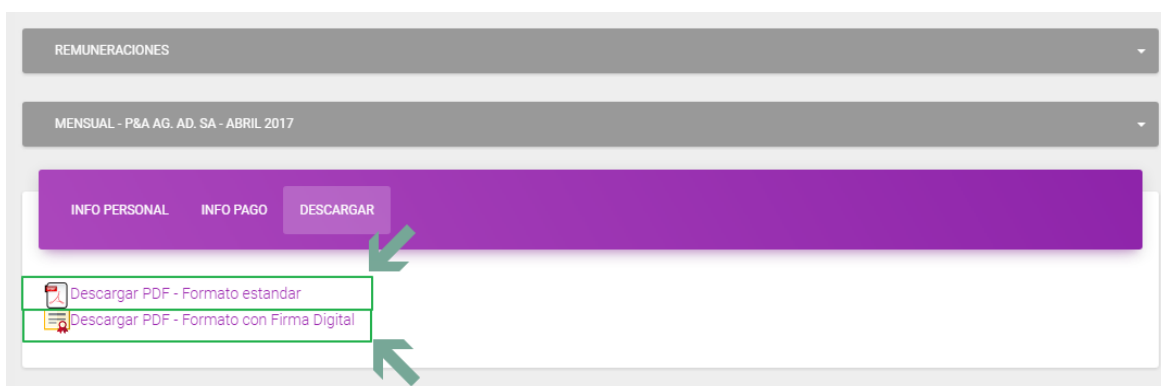 REMUNERACIONES
MENSUAL - P&A AG. AD. SA - ABRIL 2017
INFO PERSONAL INFO PAGO DESCARGAR
Descargar PDF - Formato estandar
Descargar PDF - Formato con Firma Digital